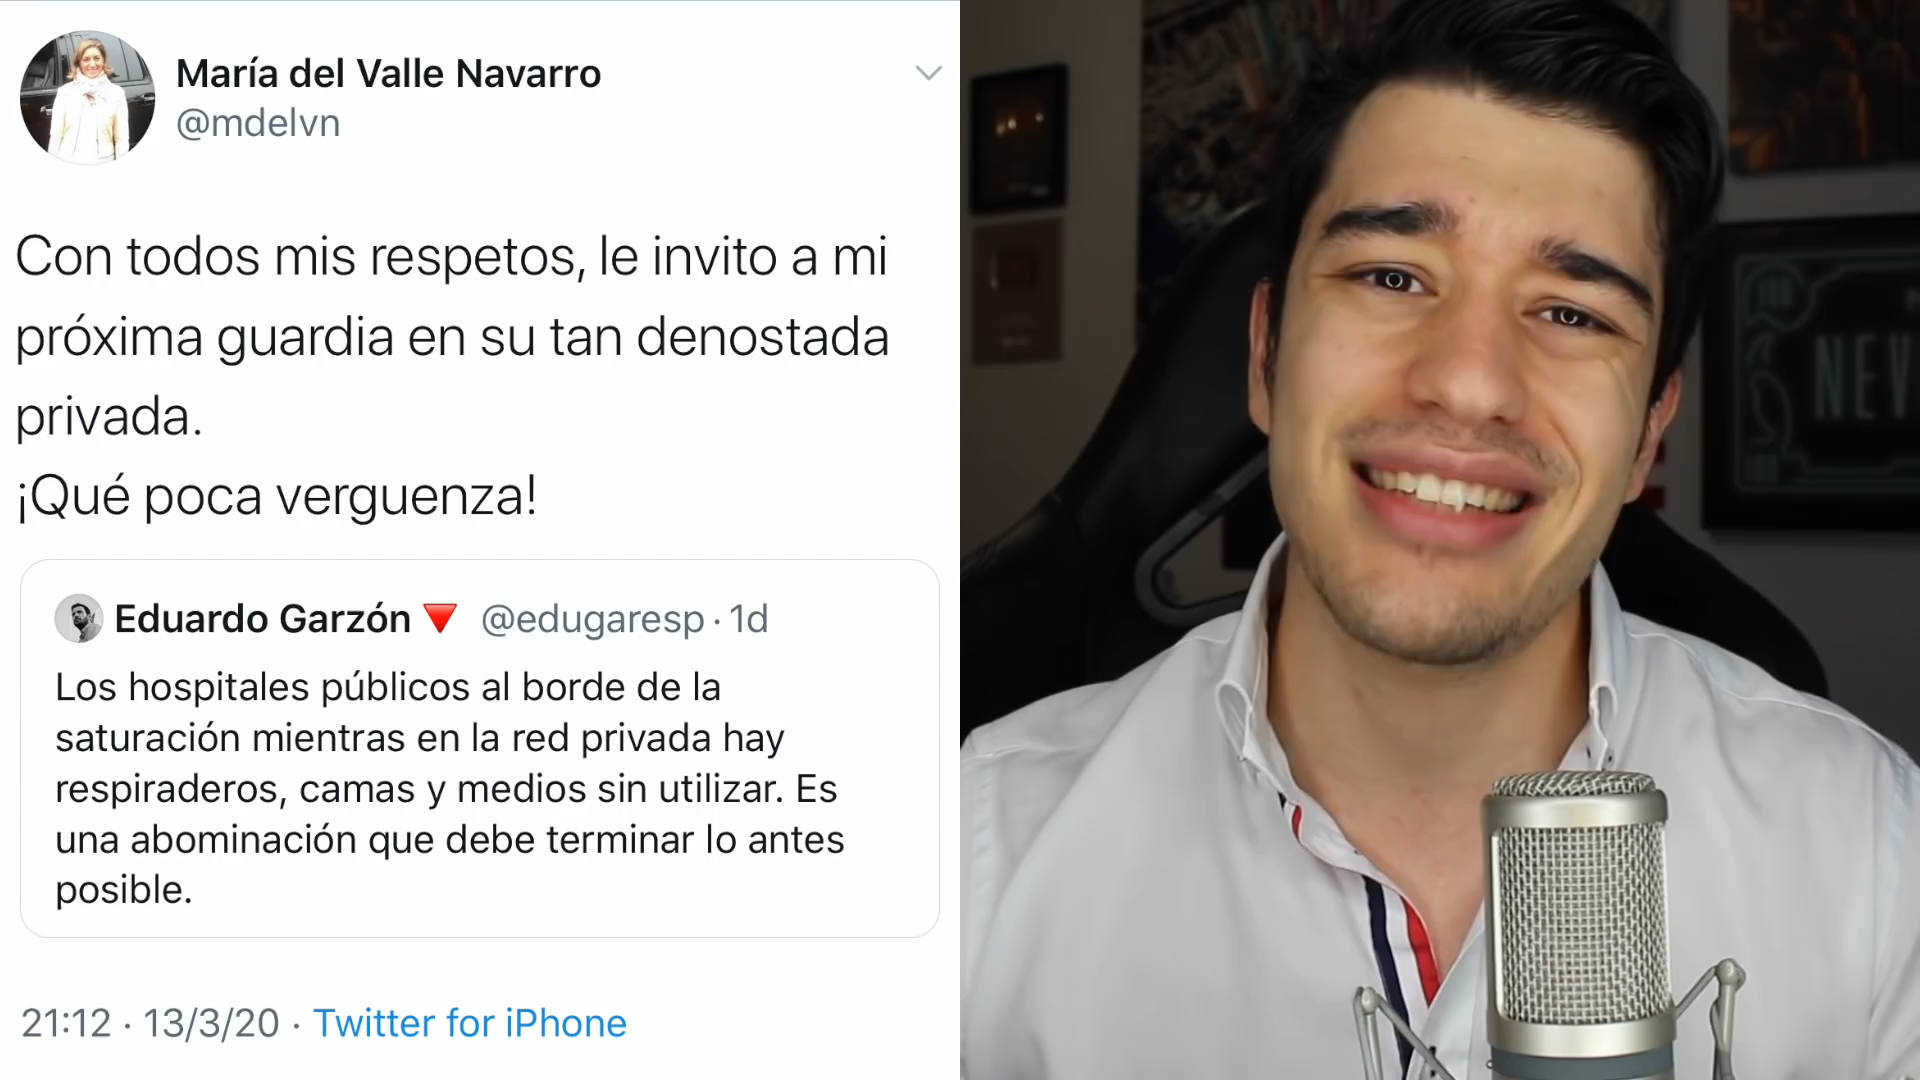 María del Valle Navarro
@mdelvn
Con todos mis respetos, le invito a mi
próxima guardia en su tan denostada
privada.
¡Qué poca verguenza!
Eduardo Garzón🔻 @edugaresp · 1d
Los hospitales públicos al borde de la
saturación mientras en la red privada hay
respiraderos, camas y medios sin utilizar. Es
una abominación que debe terminar lo antes
posible.
21:12 · 13/3/20 · Twitter for iPhone
NEV